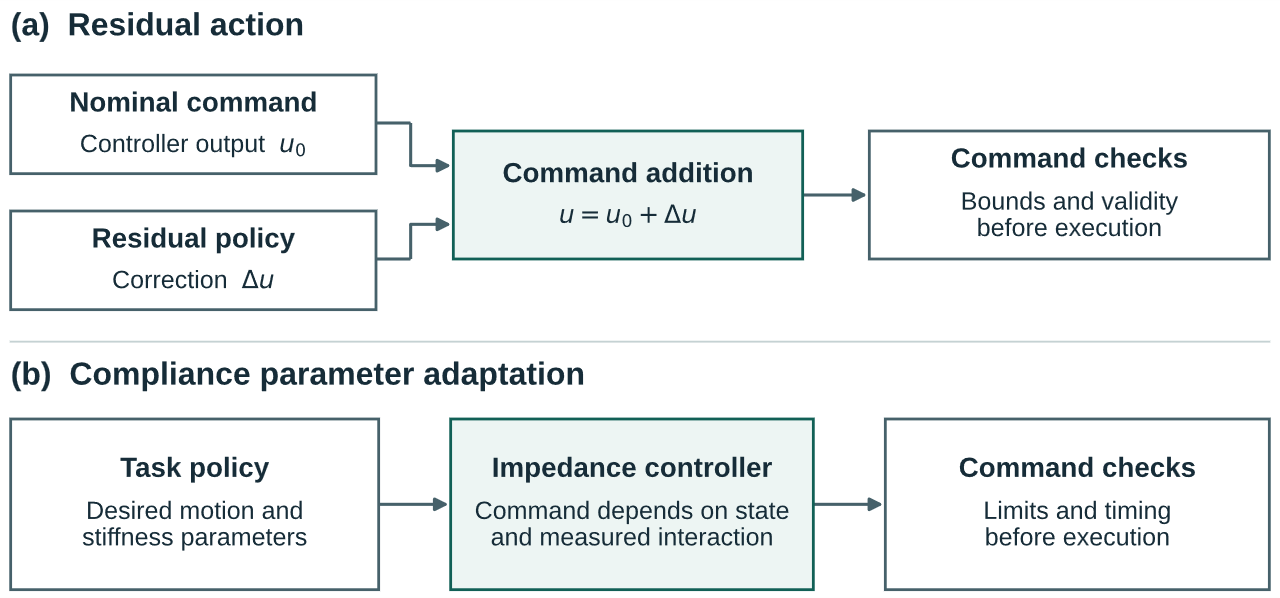 (a) Residual action
Nominal command
Controller output u₀
Residual policy
Correction Δu
Command addition
u = u₀ + Δu
Command checks
Bounds and validity
before execution
(b) Compliance parameter adaptation
Task policy
Desired motion and
stiffness parameters
Impedance controller
Command depends on state
and measured interaction
Command checks
Limits and timing
before execution